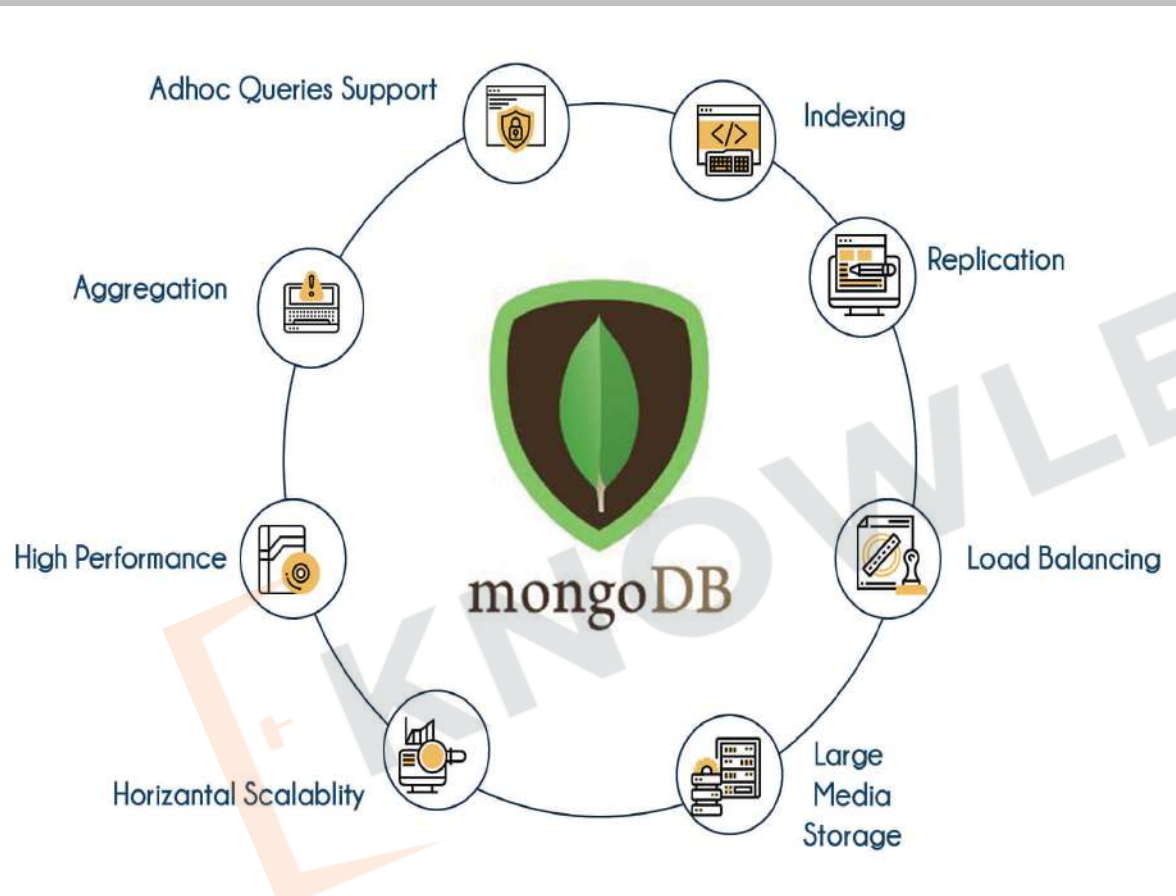 Adhoc Queries Support
Indexing
Aggregation
Replication
High Performance
mongoDB
Load Balancing
Horizantal Scalablity
Large
Media
Storage
KNOWLE